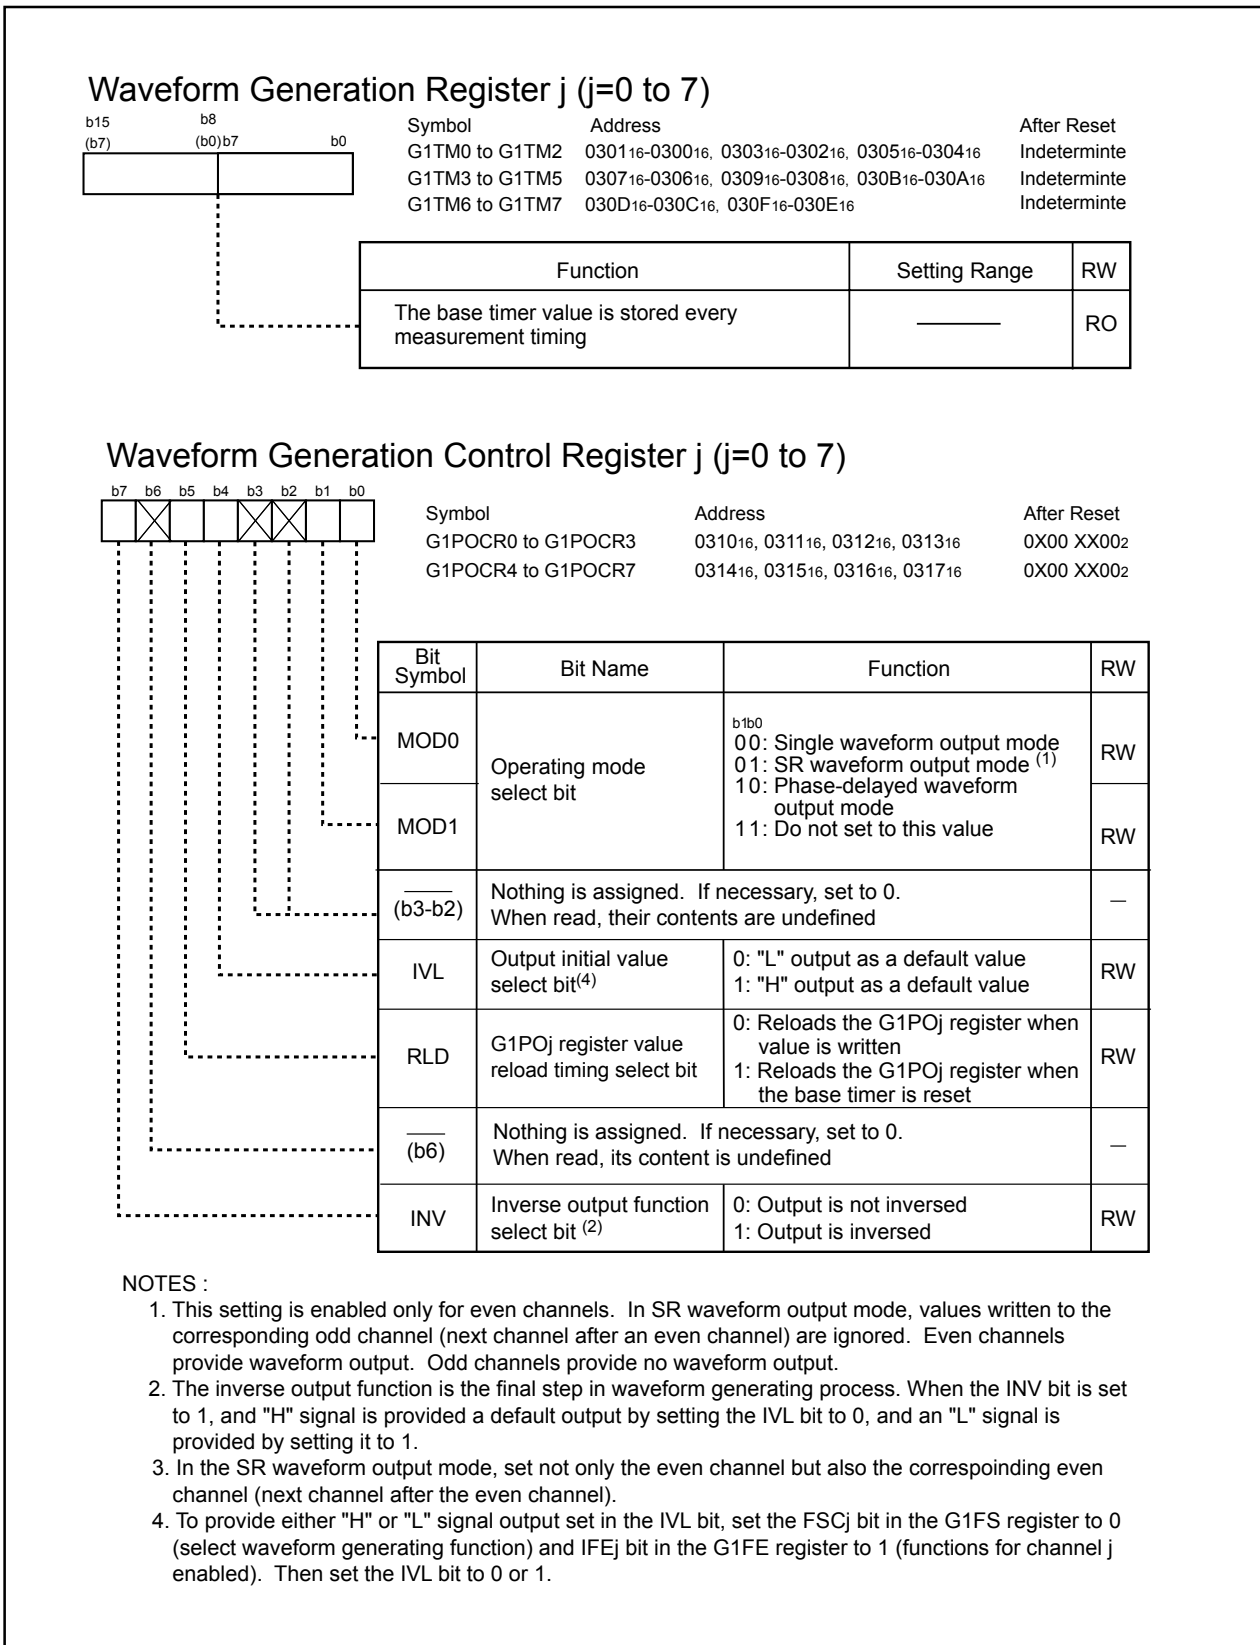 Waveform Generation Register j (j=0 to 7)
b15 b8
(b7) (b0) b7 b0
Symbol Address After Reset
G1TM0 to G1TM2 030116-030016, 030316-030216, 030516-030416 Indeterminte
G1TM3 to G1TM5 030716-030616, 030916-030816, 030B16-030A16 Indeterminte
G1TM6 to G1TM7 030D16-030C16, 030F16-030E16 Indeterminte
Function Setting Range RW
The base timer value is stored every
measurement timing
RO
Waveform Generation Control Register j (j=0 to 7)
b7 b6 b5 b4 b3 b2 b1 b0
Symbol Address After Reset
G1POCR0 to G1POCR3 031016, 031116, 031216, 031316 0X00 XX002
G1POCR4 to G1POCR7 031416, 031516, 031616, 031716 0X00 XX002
Bit
Symbol
Bit Name Function RW
MOD0
MOD1
Operating mode
select bit
b1b0
00: Single waveform output mode
01: SR waveform output mode (1)
10: Phase-delayed waveform
output mode
11: Do not set to this value
RW
RW
(b3-b2)
Nothing is assigned. If necessary, set to 0.
When read, their contents are undefined
—
IVL
Output initial value
select bit(4)
0: "L" output as a default value
1: "H" output as a default value
RW
RLD
G1POj register value
reload timing select bit
0: Reloads the G1POj register when
value is written
1: Reloads the G1POj register when
the base timer is reset
RW
(b6)
Nothing is assigned. If necessary, set to 0.
When read, its content is undefined
—
INV
Inverse output function
select bit (2)
0: Output is not inversed
1: Output is inversed
RW
NOTES :
1. This setting is enabled only for even channels. In SR waveform output mode, values written to the
corresponding odd channel (next channel after an even channel) are ignored. Even channels
provide waveform output. Odd channels provide no waveform output.
2. The inverse output function is the final step in waveform generating process. When the INV bit is set
to 1, and "H" signal is provided a default output by setting the IVL bit to 0, and an "L" signal is
provided by setting it to 1.
3. In the SR waveform output mode, set not only the even channel but also the correspoinding even
channel (next channel after the even channel).
4. To provide either "H" or "L" signal output set in the IVL bit, set the FSCj bit in the G1FS register to 0
(select waveform generating function) and IFEj bit in the G1FE register to 1 (functions for channel j
enabled). Then set the IVL bit to 0 or 1.